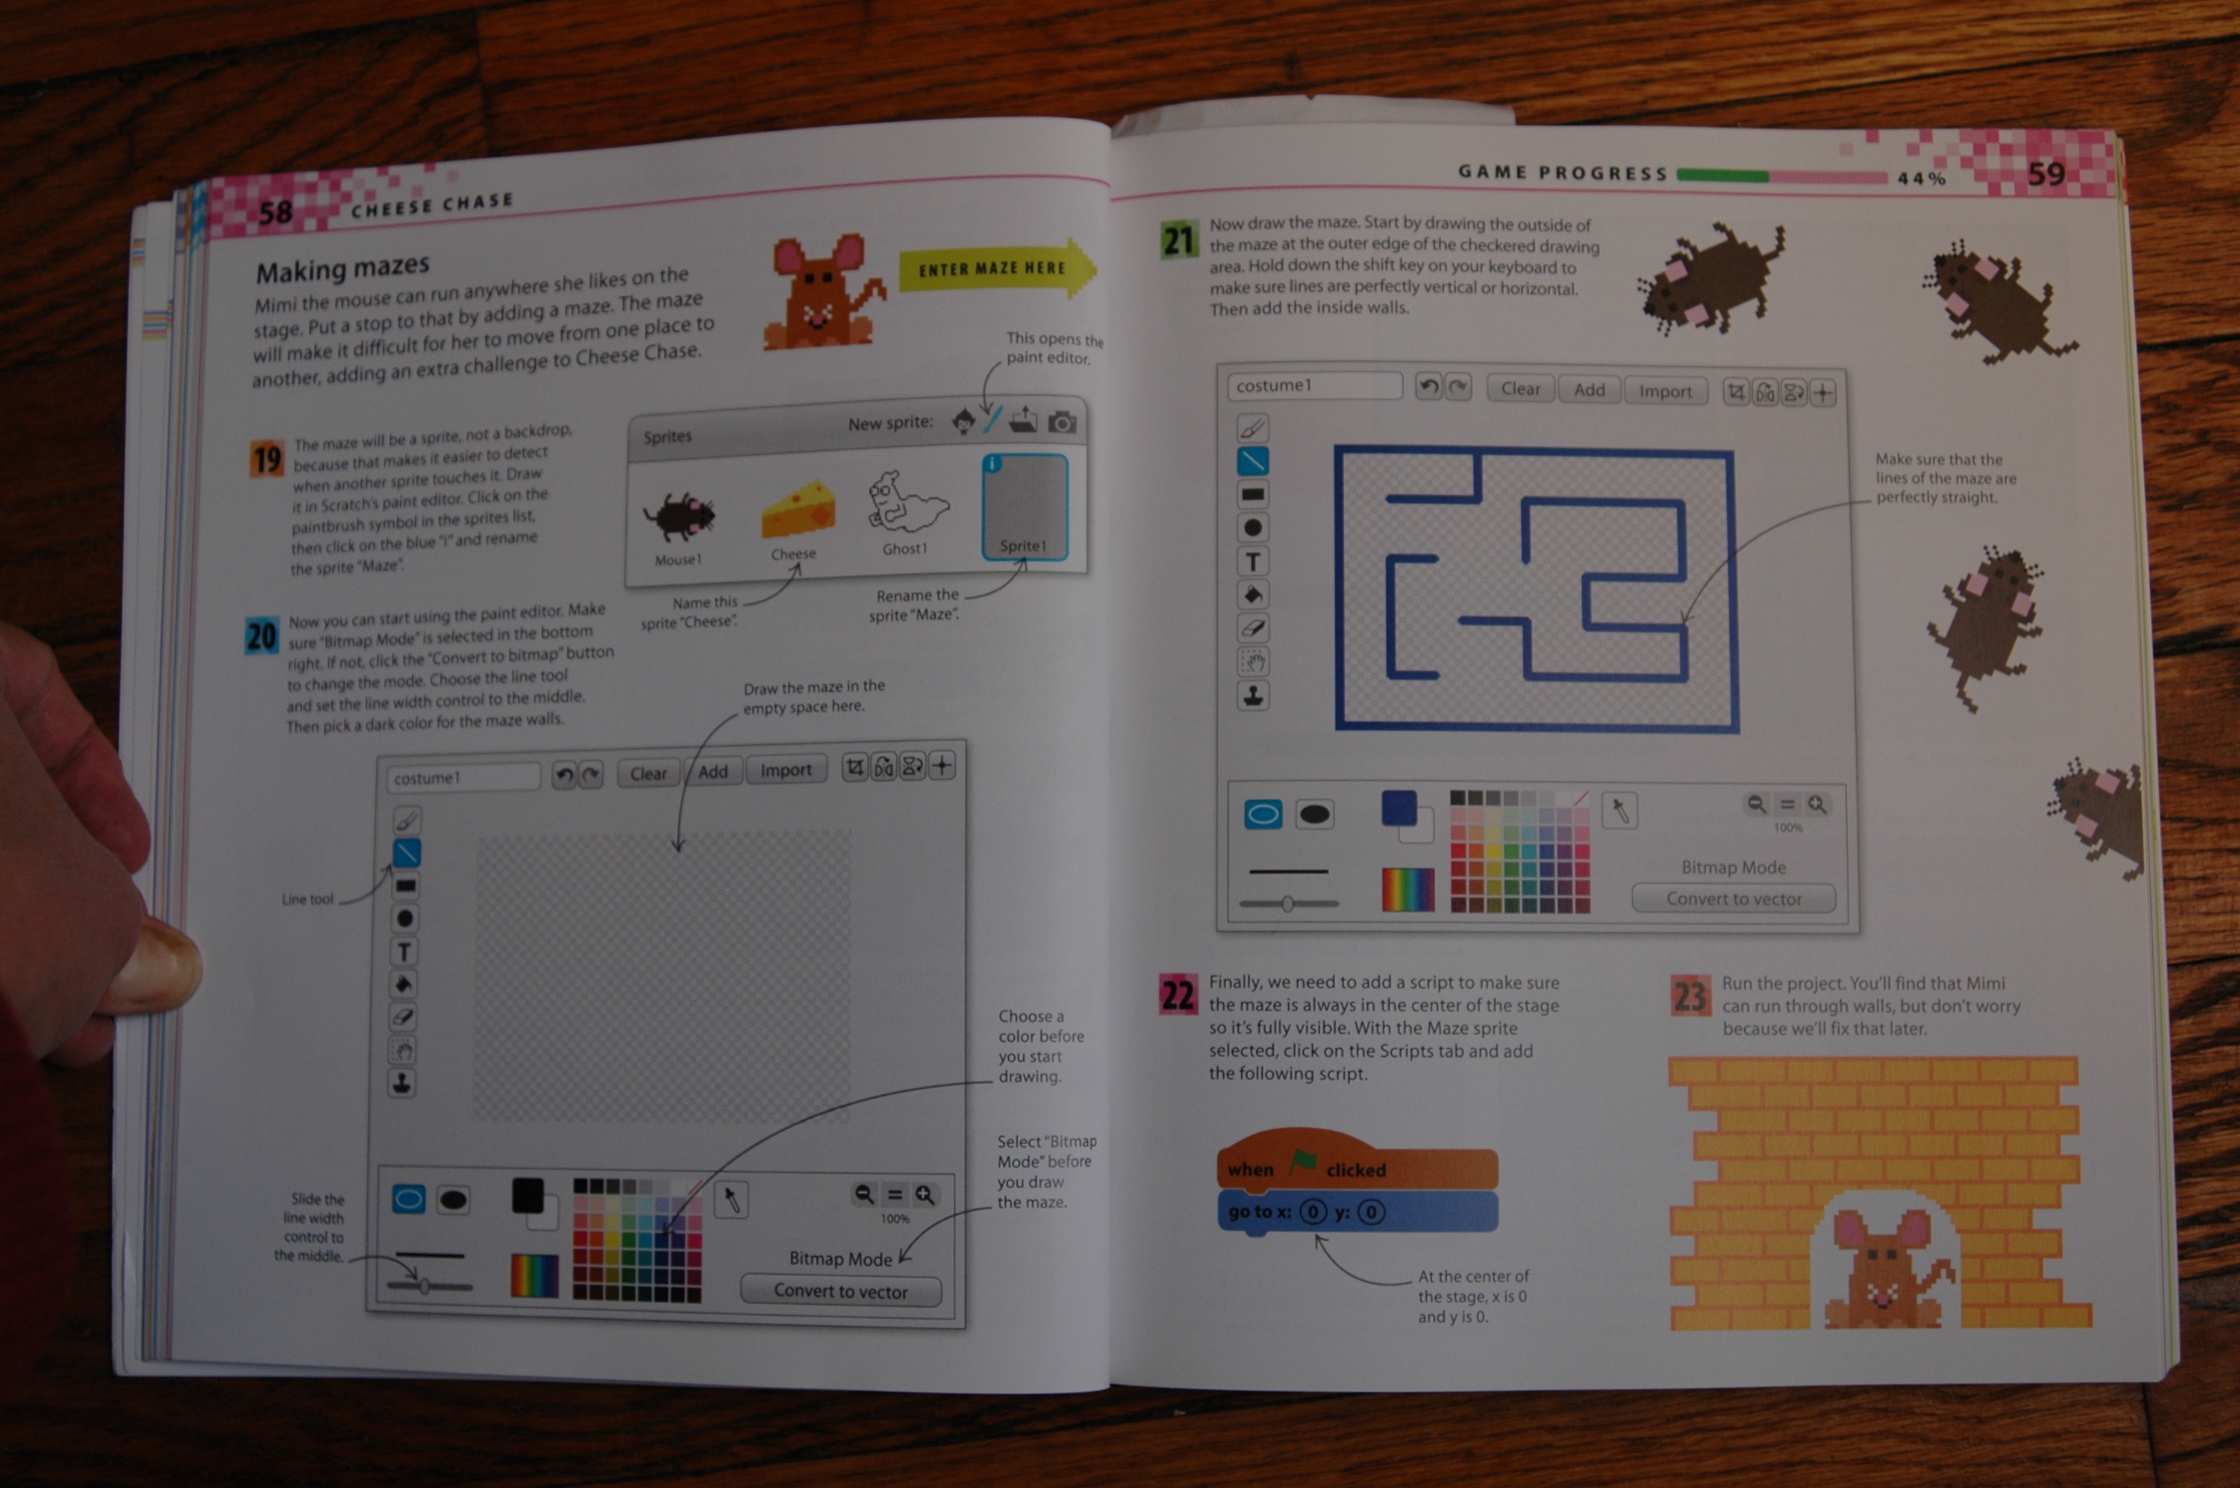 58 CHEESE CHASE
Making mazes
Mimi the mouse can run anywhere she likes on the
stage. Put a stop to that by adding a maze. The maze
will make it difficult for her to move from one place to
another, adding an extra challenge to Cheese Chase.
ENTER MAZE HERE
19
The maze will be a sprite, not a backdrop,
because that makes it easier to detect
when another sprite touches it. Draw
it in Scratch's paint editor. Click on the
paintbrush symbol in the sprites list,
then click on the blue "i" and rename
the sprite "Maze".
This opens the
paint editor.
Sprites
New sprite:
i
Mouse1
Cheese
Ghost1
Sprite1
Name this
sprite "Cheese".
Rename the
sprite "Maze".
20
Now you can start using the paint editor. Make
sure "Bitmap Mode" is selected in the bottom
right. If not, click the "Convert to bitmap" button
to change the mode. Choose the line tool
and set the line width control to the middle.
Then pick a dark color for the maze walls.
Draw the maze in the
empty space here.
costume1
Clear
Add
Import
T
Line tool
Slide the
line width
control to
the middle.
100%
Bitmap Mode
Convert to vector
Choose a
color before
you start
drawing.
Select "Bitmap
Mode" before
you draw
the maze.
GAME PROGRESS 44% 59
21
Now draw the maze. Start by drawing the outside of
the maze at the outer edge of the checkered drawing
area. Hold down the shift key on your keyboard to
make sure lines are perfectly vertical or horizontal.
Then add the inside walls.
costume1
Clear
Add
Import
T
Make sure that the
lines of the maze are
perfectly straight.
100%
Bitmap Mode
Convert to vector
22
Finally, we need to add a script to make sure
the maze is always in the center of the stage
so it's fully visible. With the Maze sprite
selected, click on the Scripts tab and add
the following script.
when clicked
go to x: 0 y: 0
At the center of
the stage, x is 0
and y is 0.
23
Run the project. You'll find that Mimi
can run through walls, but don't worry
because we'll fix that later.